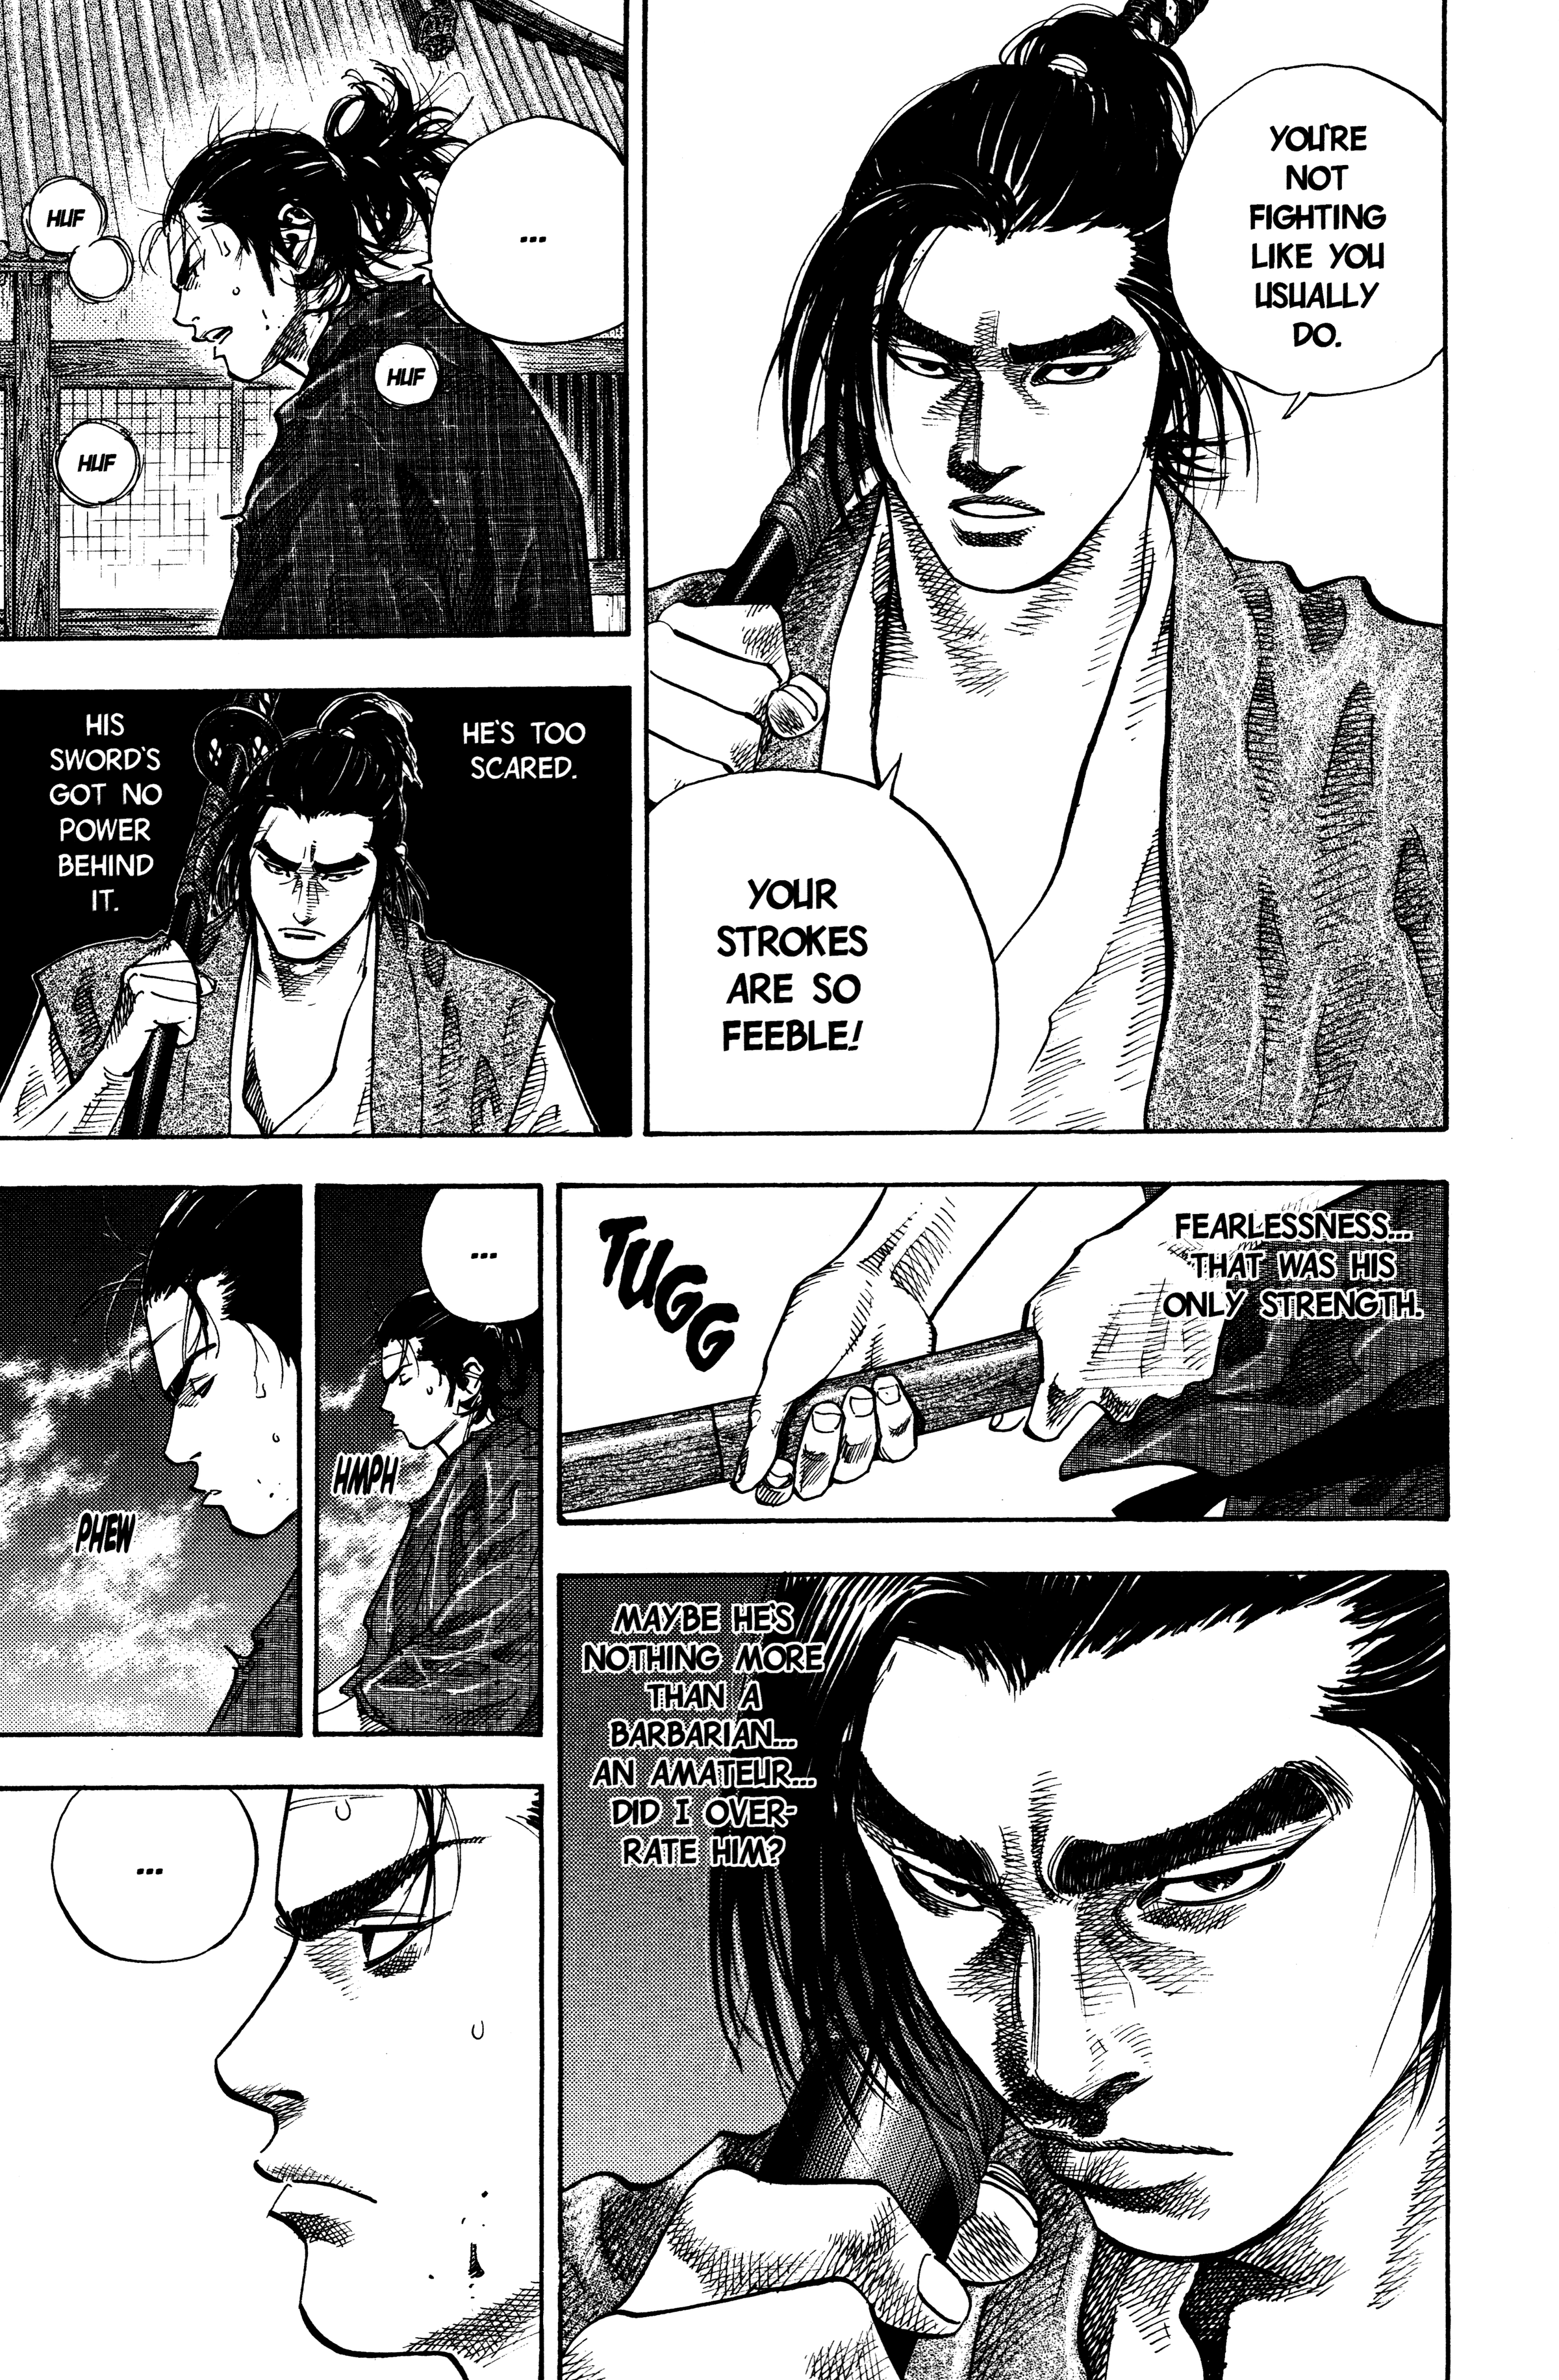 YOU'RE
NOT
FIGHTING
LIKE YOU
USUALLY
DO.
YOUR
STROKES
ARE SO
FEEBLE!
...
HUF
HUF
HUF
HE'S TOO
SCARED.
HIS
SWORD'S
GOT NO
POWER
BEHIND
IT.
FEARLESSNESS...
THAT WAS HIS
ONLY STRENGTH.
TUGG
...
HMPH
PHEW
MAYBE HE'S
NOTHING MORE
THAN A
BARBARIAN...
AN AMATEUR...
DID I OVER-
RATE HIM?
...